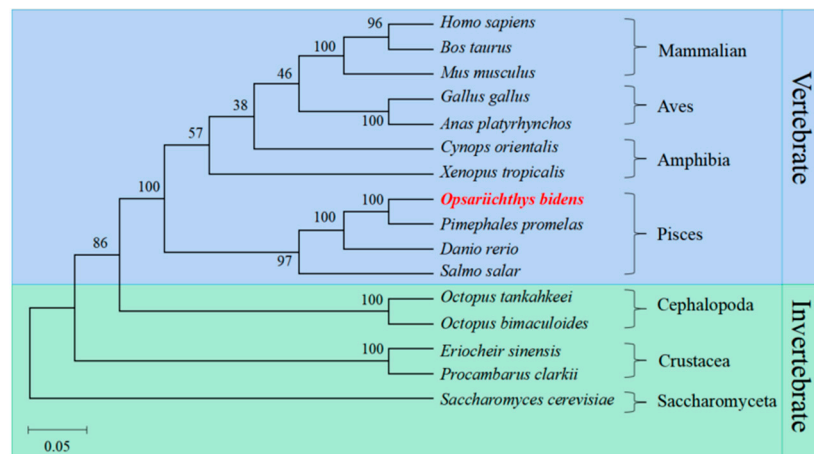 96
Homo sapiens
100
Bos taurus
Mammalian
Mus musculus
46
Gallus gallus
Aves
38
100
Anas platyrhynchos
57
Cynops orientalis
Amphibia
Xenopus tropicalis
100
100
Opsariichthys bidens
100
Pimephales promelas
Pisces
Danio rerio
97
Salmo salar
86
Vertebrate
100
Octopus tankahkeei
Cephalopoda
Octopus bimaculoides
100
Eriocheir sinensis
Crustacea
Procambarus clarkii
Saccharomyces cerevisiae
Saccharomyceta
Invertebrate
0.05